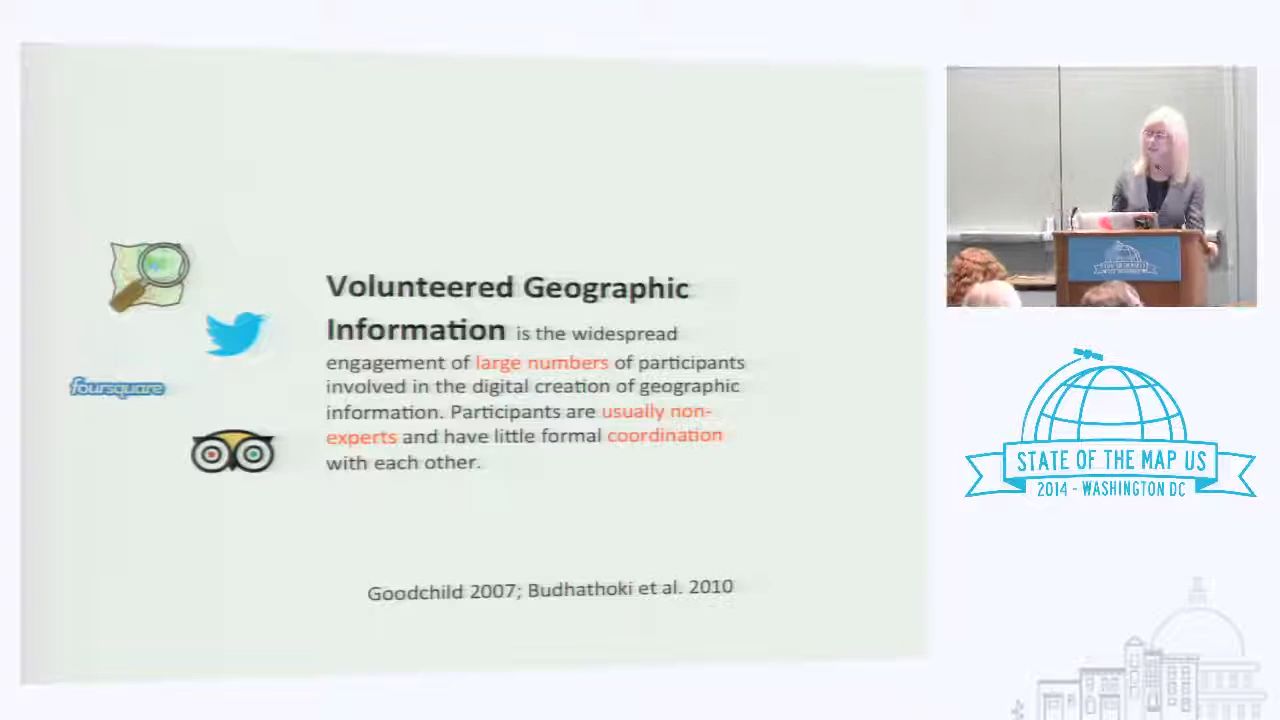 foursquare
Volunteered Geographic
Information is the widespread
engagement of large numbers of participants
involved in the digital creation of geographic
information. Participants are usually non-
experts and have little formal coordination
with each other.
Goodchild 2007; Budhathoki et al. 2010
STATE OF THE MAP US
2014 - WASHINGTON DC